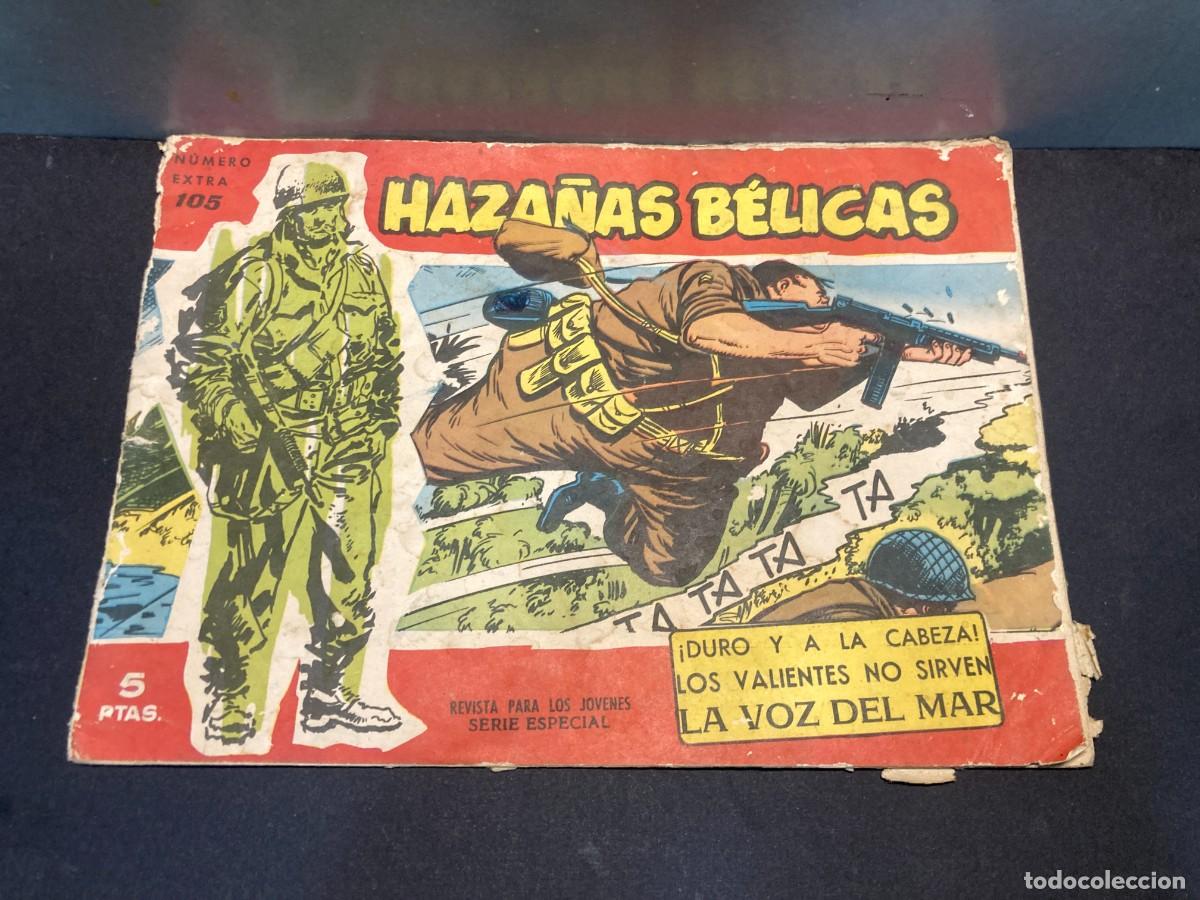 NÚMERO
EXTRA
105
HAZAÑAS BÉLICAS
TA TA TA TA
¡DURO Y A LA CABEZA!
LOS VALIENTES NO SIRVEN
LA VOZ DEL MAR
5
PTAS.
REVISTA PARA LOS JOVENES
SERIE ESPECIAL
todocoleccion